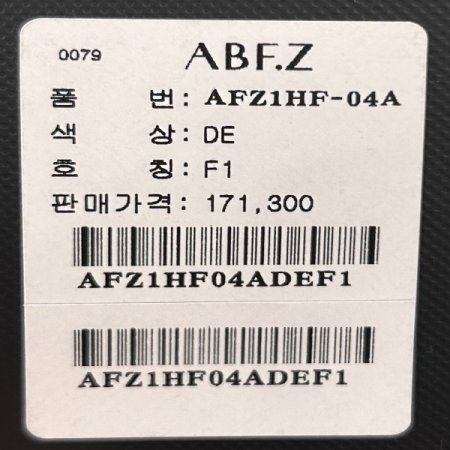 0079 ABF.Z
품 번: AFZ1HF-04A
색 상: DE
호 칭: F1
판매가격: 171,300
AFZ1HF04ADEF1
AFZ1HF04ADEF1